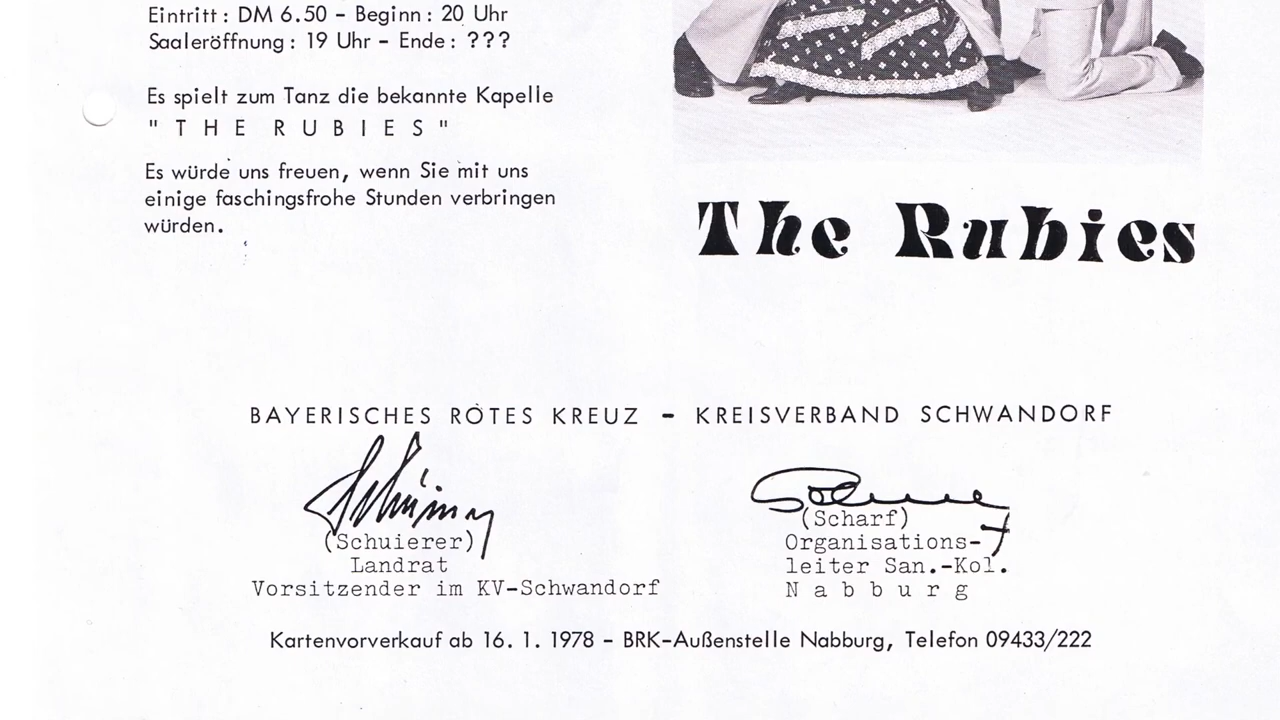 Eintritt: DM 6.50 - Beginn: 20 Uhr
Saaleröffnung: 19 Uhr - Ende: ???
Es spielt zum Tanz die bekannte Kapelle
" T H E  R U B I E S "
Es würde uns freuen, wenn Sie mit uns
einige faschingsfrohe Stunden verbringen
würden.
The Rubies
BAYERISCHES ROTES KREUZ - KREISVERBAND SCHWANDORF
(Schuierer)
Landrat
Vorsitzender im KV-Schwandorf
(Scharf)
Organisations-
leiter San.-Kol.
N a b b u r g
Kartenvorverkauf ab 16. 1. 1978 - BRK-Außenstelle Nabburg, Telefon 09433/222